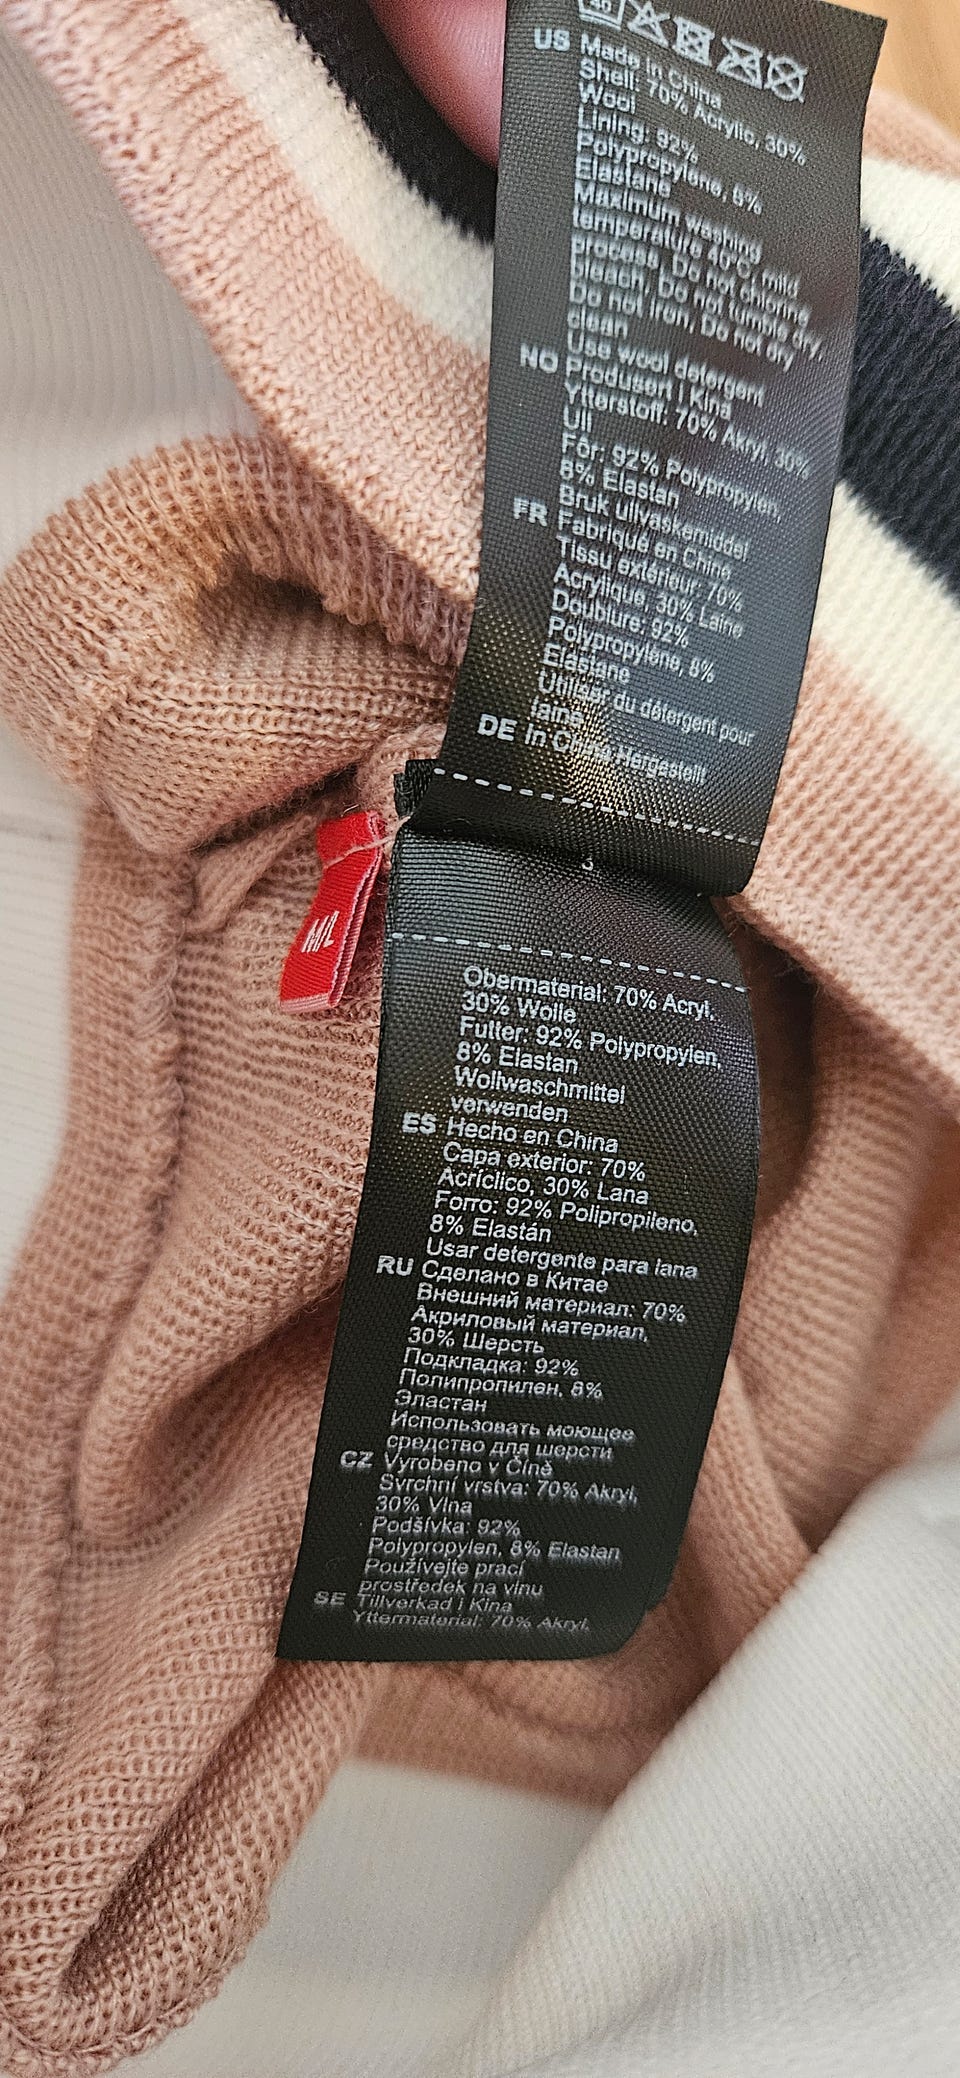 40
US Made in China
Shell: 70% Acrylic, 30%
Wool
Lining: 92%
Polypropylene, 8%
Elastane
Maximum washing
temperature 40°C, mild
process, Do not chlorine
bleach, Do not tumble dry,
Do not iron, Do not dry
clean
Use wool detergent
NO Produsert i Kina
Ytterstoff: 70% Akryl, 30%
Ull
Fôr: 92% Polypropylen,
8% Elastan
Bruk ullvaskemiddel
FR Fabriqué en Chine
Tissu extérieur: 70%
Acrylique, 30% Laine
Doublure: 92%
Polypropylène, 8%
Élastane
Utiliser du détergent pour
laine
DE In China Hergestellt
3
M/L
Obermaterial: 70% Acryl,
30% Wolle
Futter: 92% Polypropylen,
8% Elastan
Wollwaschmittel
verwenden
ES Hecho en China
Capa exterior: 70%
Acríclico, 30% Lana
Forro: 92% Polipropileno,
8% Elastán
Usar detergente para lana
RU Сделано в Китае
Внешний материал: 70%
Акриловый материал,
30% Шерсть
Подкладка: 92%
Полипропилен, 8%
Эластан
Использовать моющее
средство для шерсти
CZ Vyrobeno v Číně
Svrchní vrstva: 70% Akryl,
30% Vlna
Podšívka: 92%
Polypropylen, 8% Elastan
Používejte prací
prostředek na vlnu
SE Tillverkad i Kina
Yttermaterial: 70% Akryl,